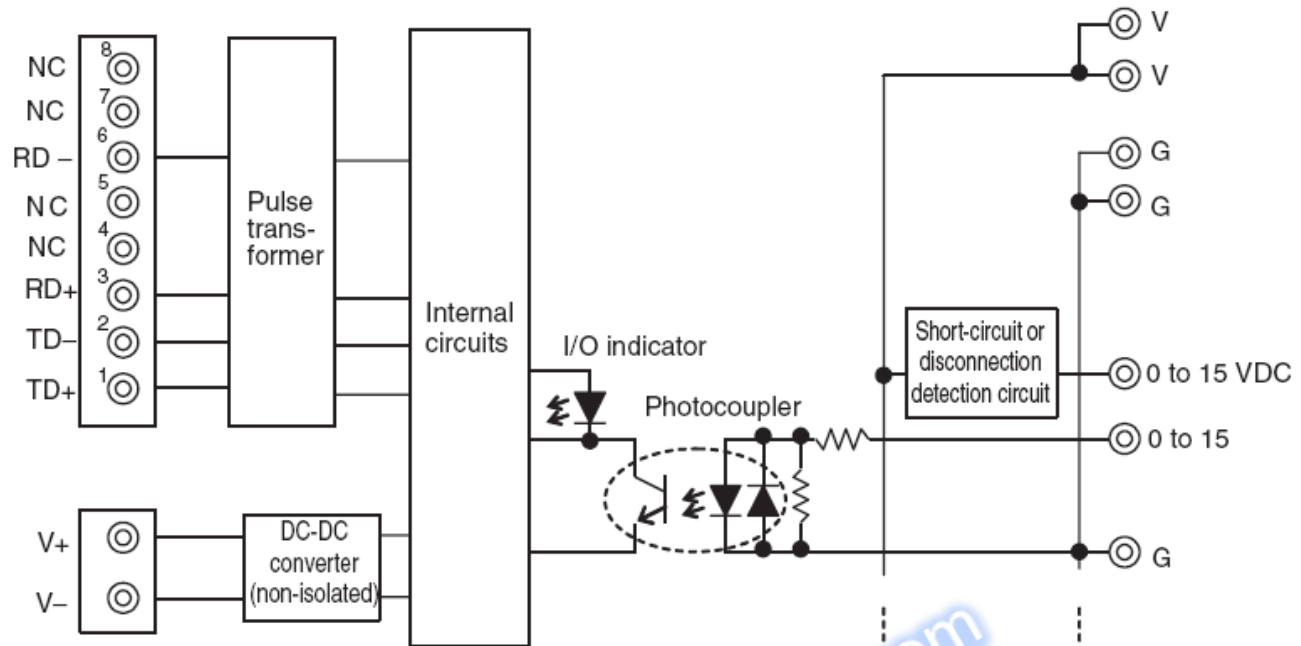 NC 8
NC 7
RD – 6
NC 5
NC 4
RD+ 3
TD– 2
TD+ 1
Pulse
trans-
former
Internal
circuits
V+
V–
DC-DC
converter
(non-isolated)
I/O indicator
Photocoupler
V
V
G
G
Short-circuit or
disconnection
detection circuit
0 to 15 VDC
0 to 15
G